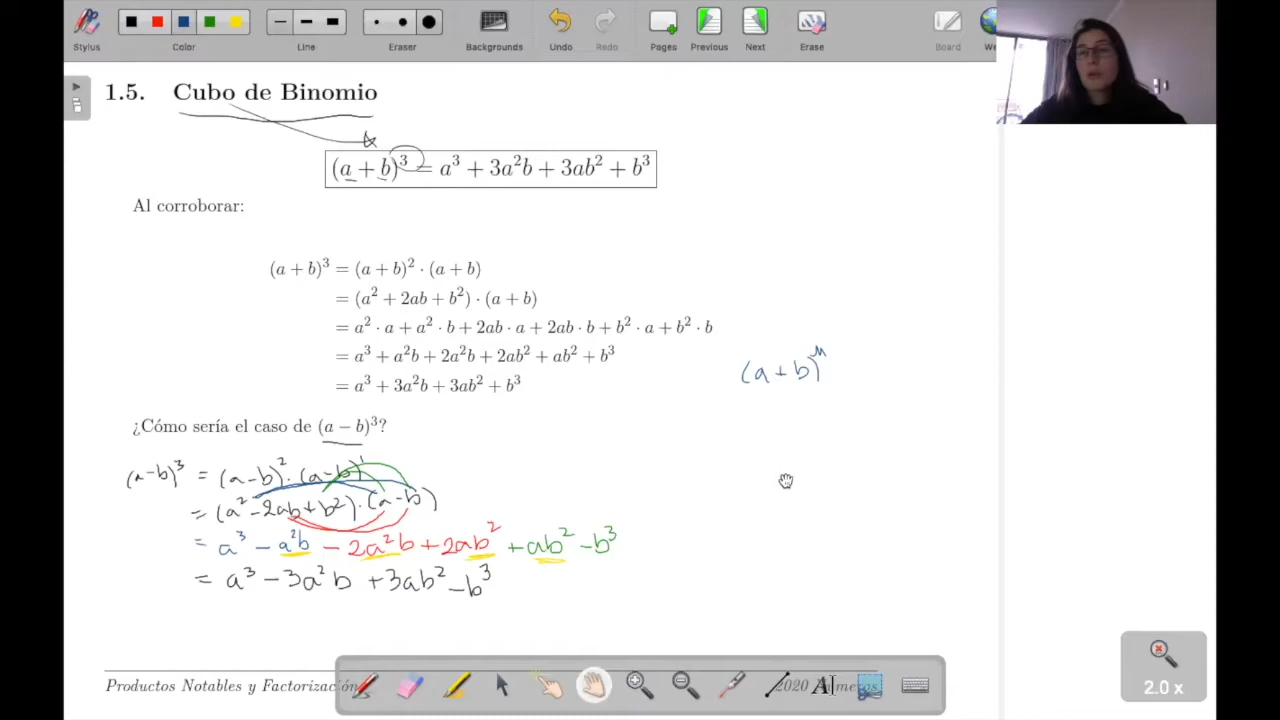 Stylus Color Line Eraser Backgrounds Undo Redo Pages Previous Next Erase Board
1.5. Cubo de Binomio
(a + b)³ = a³ + 3a²b + 3ab² + b³
Al corroborar:
(a + b)³ = (a + b)² · (a + b)
= (a² + 2ab + b²) · (a + b)
= a² · a + a² · b + 2ab · a + 2ab · b + b² · a + b² · b
= a³ + a²b + 2a²b + 2ab² + ab² + b³
(a+b)ⁿ
= a³ + 3a²b + 3ab² + b³
¿Cómo sería el caso de (a − b)³?
(a-b)³ = (a-b)² · (a-b)¹
= (a² - 2ab + b²) · (a - b)
= a³ - a²b - 2a²b + 2ab² + ab² - b³
= a³ - 3a²b + 3ab² - b³
Productos Notables y Factorización 2020 Números
2.0 x